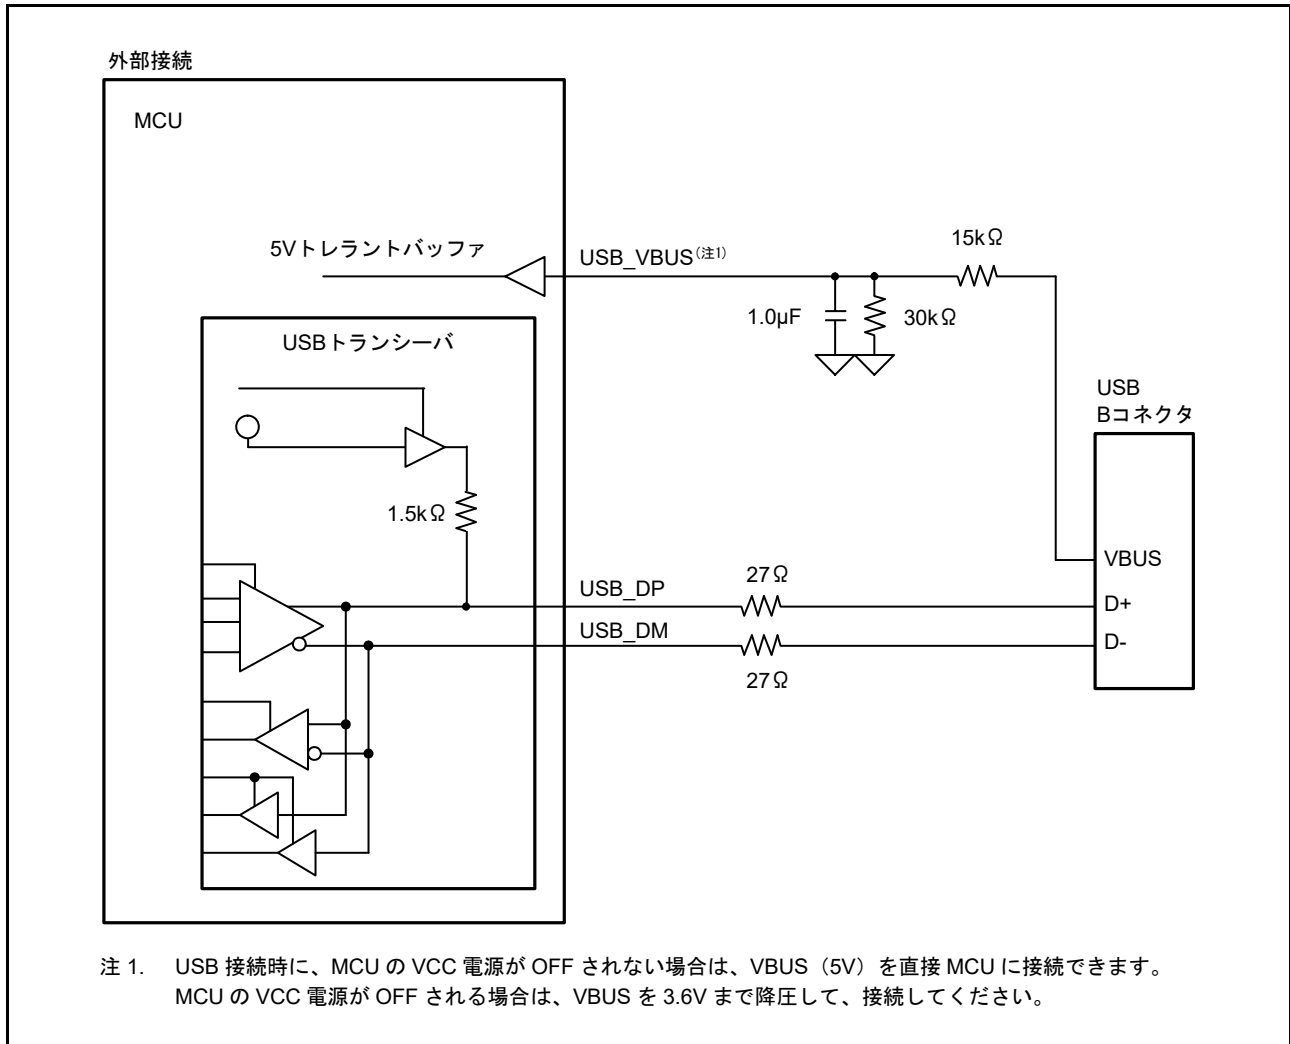 外部接続
MCU
5Vトレラントバッファ
USB_VBUS(注1)
15kΩ
1.0µF
30kΩ
USBトランシーバ
USB
Bコネクタ
1.5kΩ
VBUS
USB_DP
27Ω
D+
USB_DM
D-
27Ω
注 1. USB 接続時に、MCU の VCC 電源が OFF されない場合は、VBUS（5V）を直接 MCU に接続できます。
MCU の VCC 電源が OFF される場合は、VBUS を 3.6V まで降圧して、接続してください。